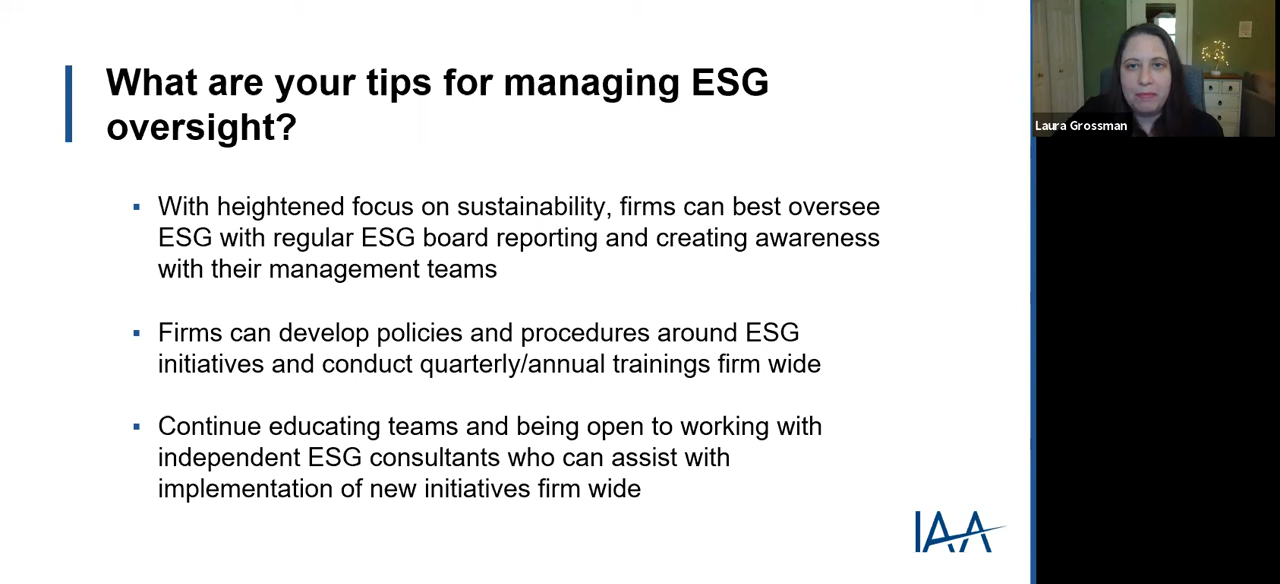 What are your tips for managing ESG
oversight?
▪ With heightened focus on sustainability, firms can best oversee
ESG with regular ESG board reporting and creating awareness
with their management teams
▪ Firms can develop policies and procedures around ESG
initiatives and conduct quarterly/annual trainings firm wide
▪ Continue educating teams and being open to working with
independent ESG consultants who can assist with
implementation of new initiatives firm wide
IAA
Laura Grossman